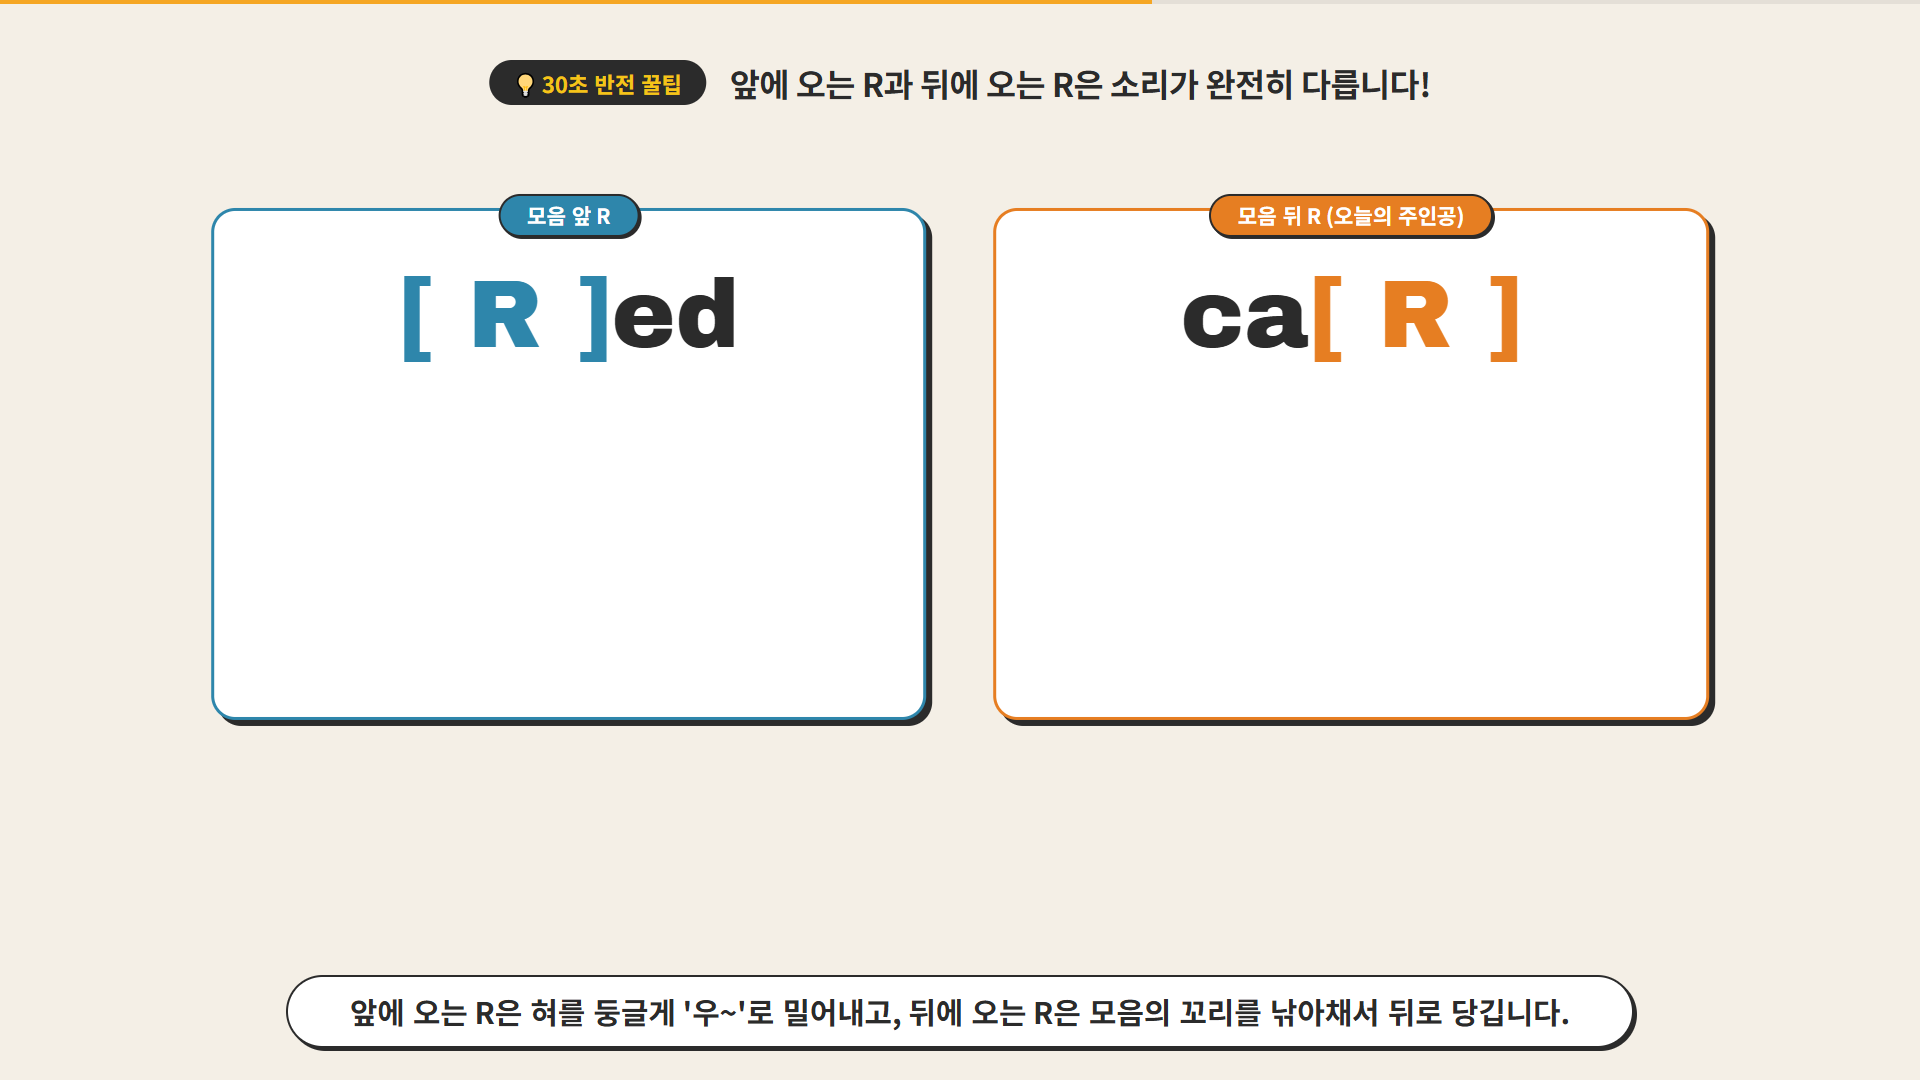 💡 30초 반전 꿀팁 앞에 오는 R과 뒤에 오는 R은 소리가 완전히 다릅니다!
모음 앞 R
[ R ]ed
모음 뒤 R (오늘의 주인공)
ca[ R ]
앞에 오는 R은 혀를 둥글게 '우~'로 밀어내고, 뒤에 오는 R은 모음의 꼬리를 낚아채서 뒤로 당깁니다.